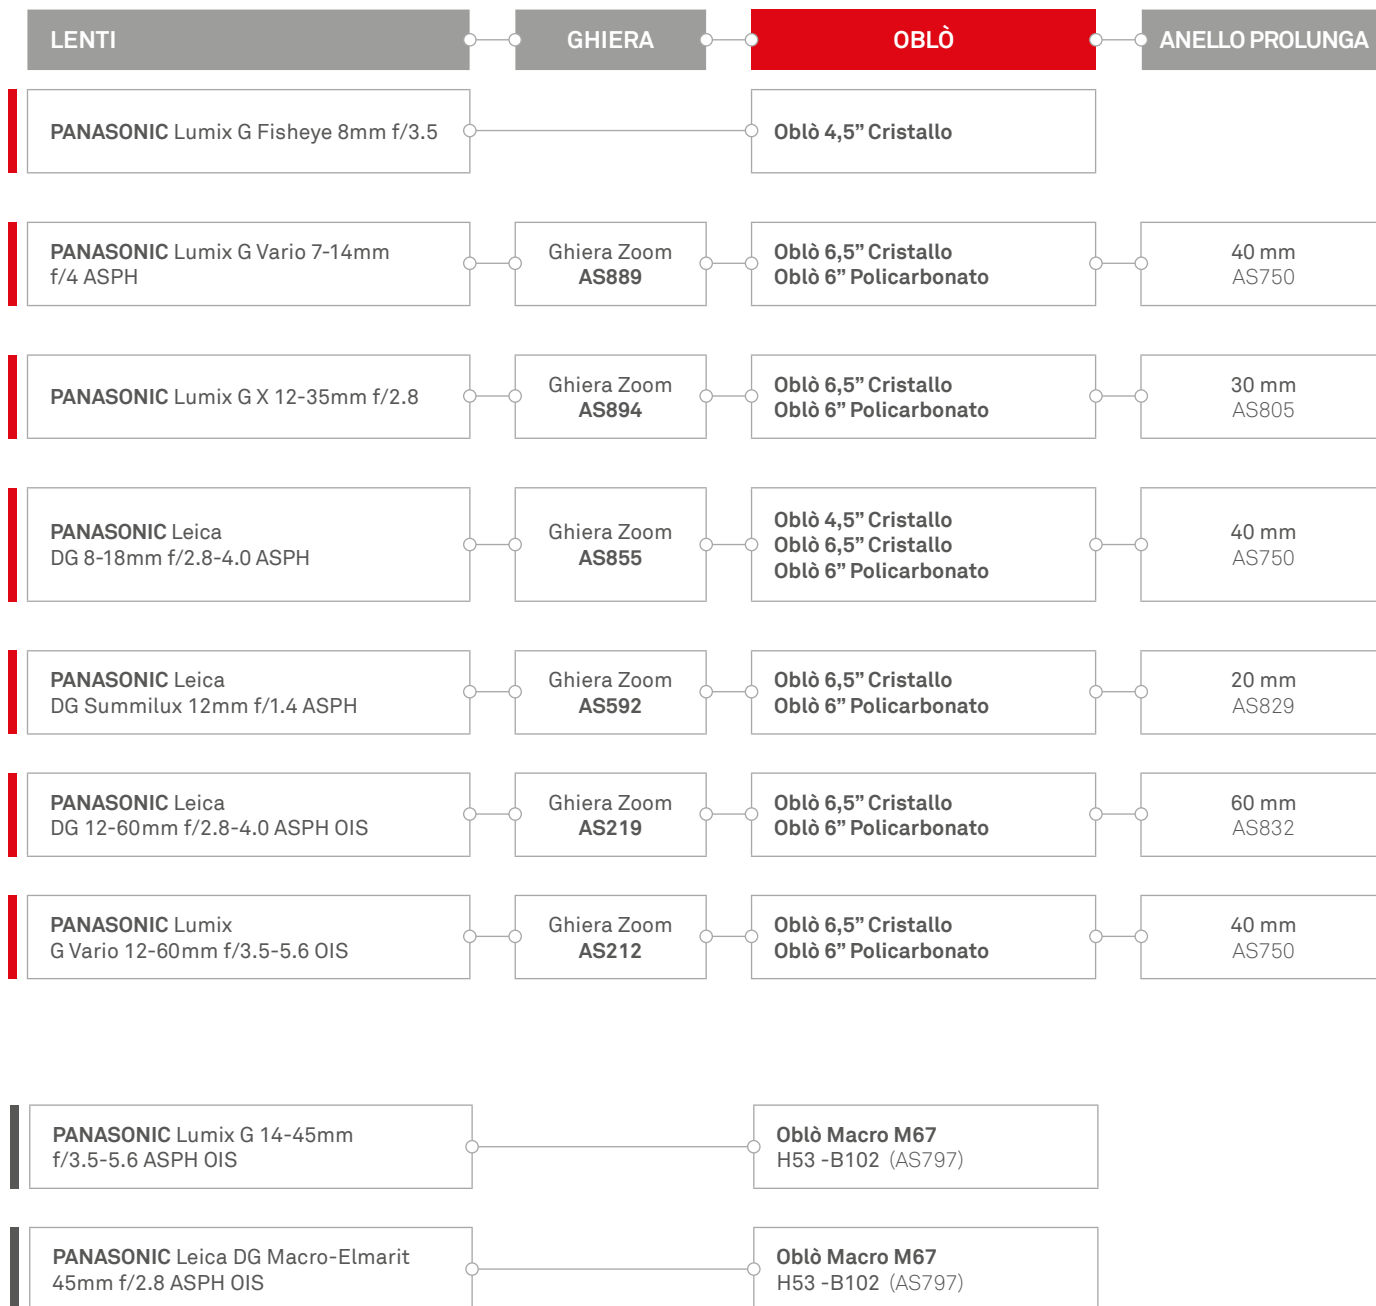 LENTI GHIERA OBLÒ ANELLO PROLUNGA
PANASONIC Lumix G Fisheye 8mm f/3.5
Oblò 4,5” Cristallo
PANASONIC Lumix G Vario 7-14mm
f/4 ASPH
Ghiera Zoom
AS889
Oblò 6,5” Cristallo
Oblò 6” Policarbonato
40 mm
AS750
PANASONIC Lumix G X 12-35mm f/2.8
Ghiera Zoom
AS894
Oblò 6,5” Cristallo
Oblò 6” Policarbonato
30 mm
AS805
PANASONIC Leica
DG 8-18mm f/2.8-4.0 ASPH
Ghiera Zoom
AS855
Oblò 4,5” Cristallo
Oblò 6,5” Cristallo
Oblò 6” Policarbonato
40 mm
AS750
PANASONIC Leica
DG Summilux 12mm f/1.4 ASPH
Ghiera Zoom
AS592
Oblò 6,5” Cristallo
Oblò 6” Policarbonato
20 mm
AS829
PANASONIC Leica
DG 12-60mm f/2.8-4.0 ASPH OIS
Ghiera Zoom
AS219
Oblò 6,5” Cristallo
Oblò 6” Policarbonato
60 mm
AS832
PANASONIC Lumix
G Vario 12-60mm f/3.5-5.6 OIS
Ghiera Zoom
AS212
Oblò 6,5” Cristallo
Oblò 6” Policarbonato
40 mm
AS750
PANASONIC Lumix G 14-45mm
f/3.5-5.6 ASPH OIS
Oblò Macro M67
H53 -B102 (AS797)
PANASONIC Leica DG Macro-Elmarit
45mm f/2.8 ASPH OIS
Oblò Macro M67
H53 -B102 (AS797)